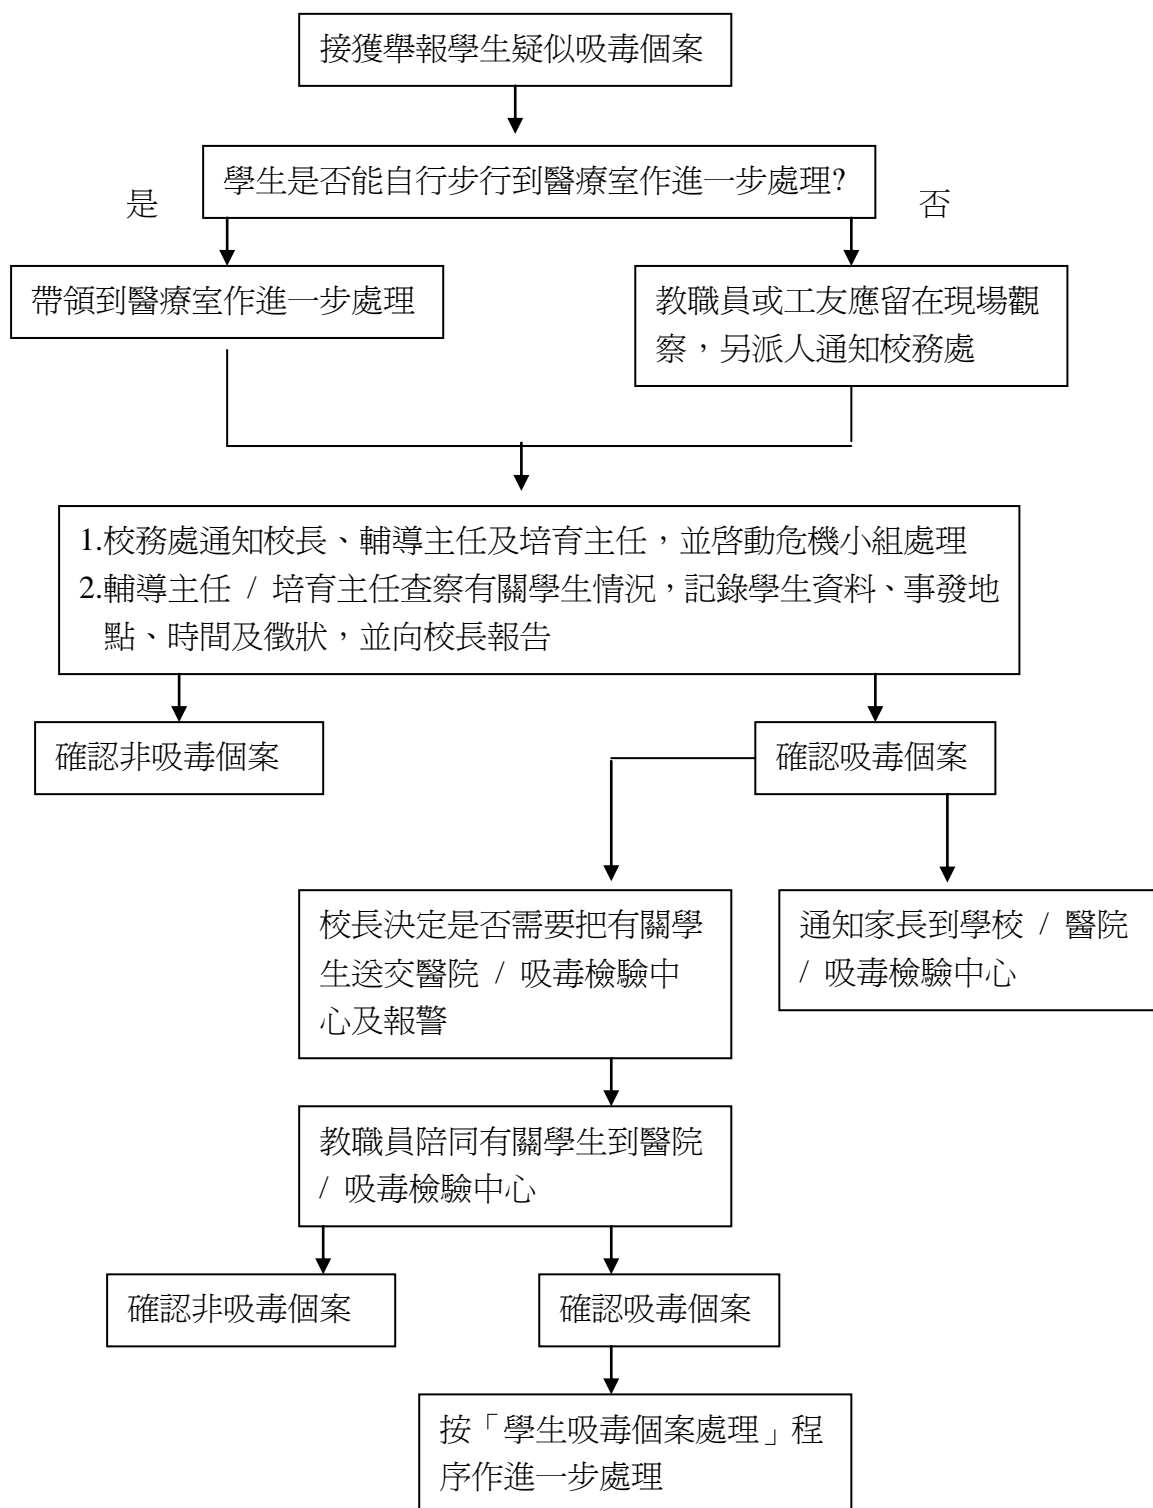 接獲舉報學生疑似吸毒個案
學生是否能自行步行到醫療室作進一步處理?
是
否
帶領到醫療室作進一步處理
教職員或工友應留在現場觀
察，另派人通知校務處
1.校務處通知校長、輔導主任及培育主任，並啓動危機小組處理
2.輔導主任 / 培育主任查察有關學生情況，記錄學生資料、事發地
點、時間及徵狀，並向校長報告
確認非吸毒個案
確認吸毒個案
校長決定是否需要把有關學
生送交醫院 / 吸毒檢驗中
心及報警
通知家長到學校 / 醫院
/ 吸毒檢驗中心
教職員陪同有關學生到醫院
/ 吸毒檢驗中心
確認非吸毒個案
確認吸毒個案
按「學生吸毒個案處理」程
序作進一步處理